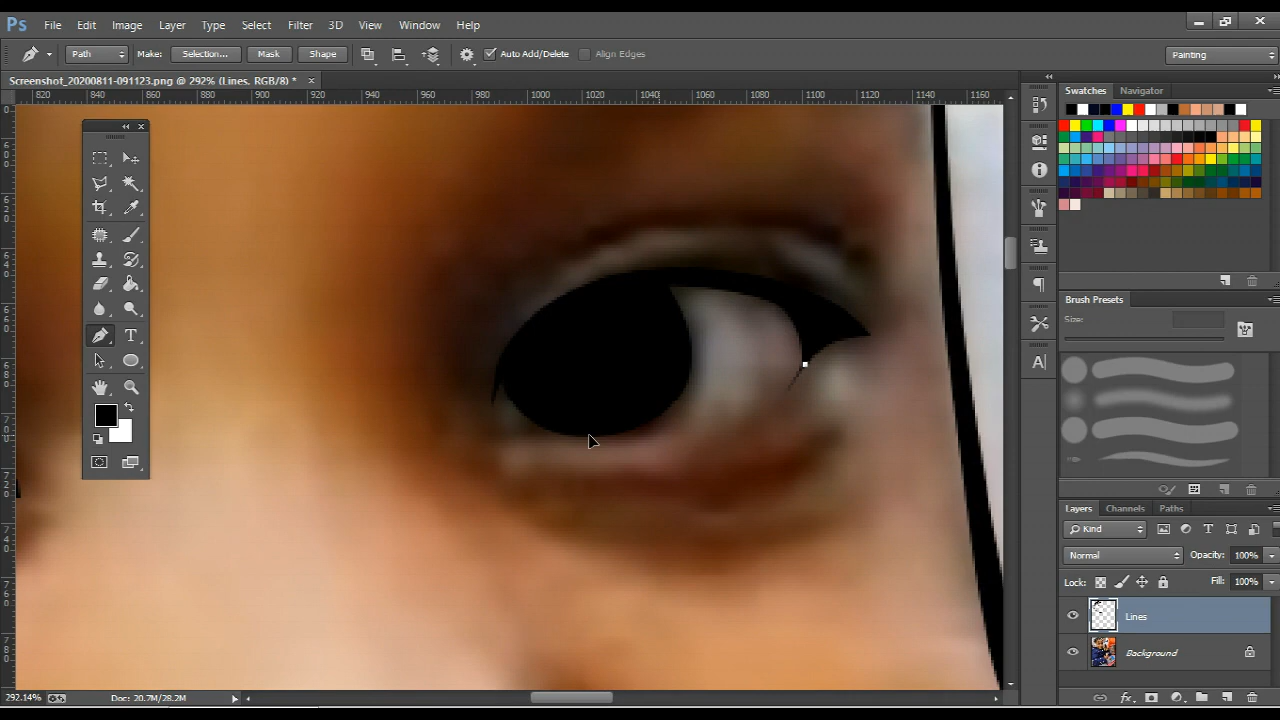 Ps File Edit Image Layer Type Select Filter 3D View Window Help
Path Make: Selection... Mask Shape Auto Add/Delete Align Edges Painting
Screenshot_20200811-091123.png @ 292% (Lines, RGB/8) *
820 840 860 880 900 920 940 960 980 1000 1020 1040 1060 1080 1100 1120 1140 1160
Swatches Navigator
Brush Presets
Size:
Layers Channels Paths
Kind
Normal Opacity: 100%
Lock: Fill: 100%
Lines
Background
292.14% Doc: 20.7M/28.2M